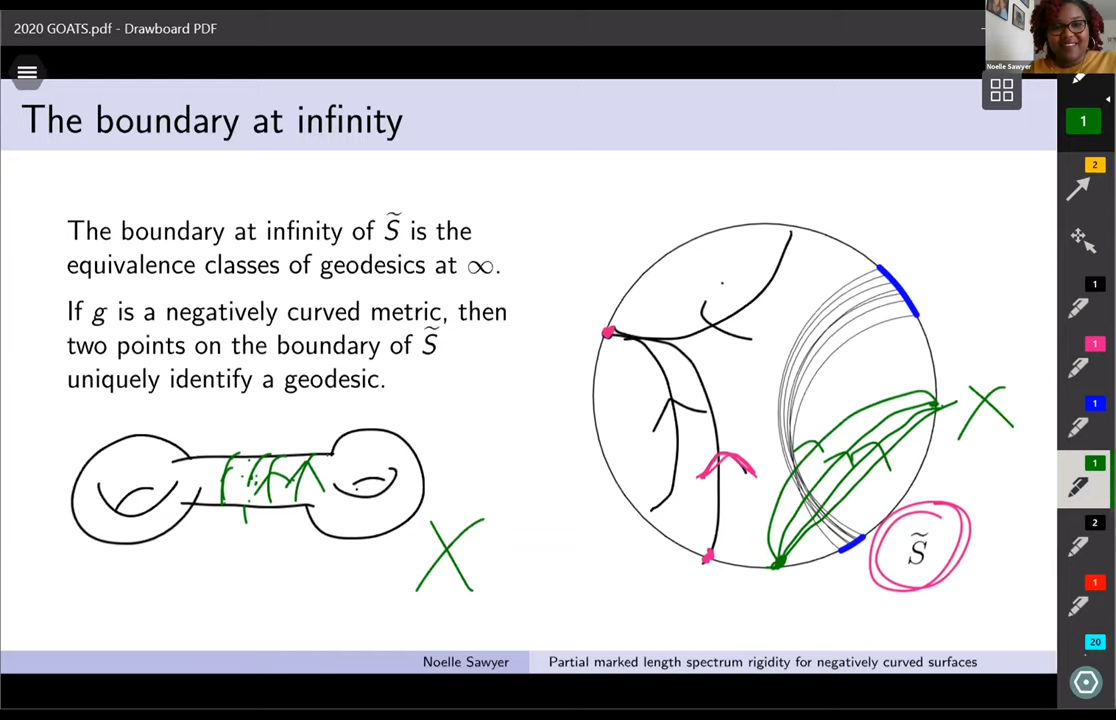 2020 GOATS.pdf - Drawboard PDF
Noelle Sawyer
The boundary at infinity
The boundary at infinity of S̃ is the
equivalence classes of geodesics at ∞.
If g is a negatively curved metric, then
two points on the boundary of S̃
uniquely identify a geodesic.
X
X
S̃
Noelle Sawyer
Partial marked length spectrum rigidity for negatively curved surfaces
1
2
1
1
1
1
2
1
20